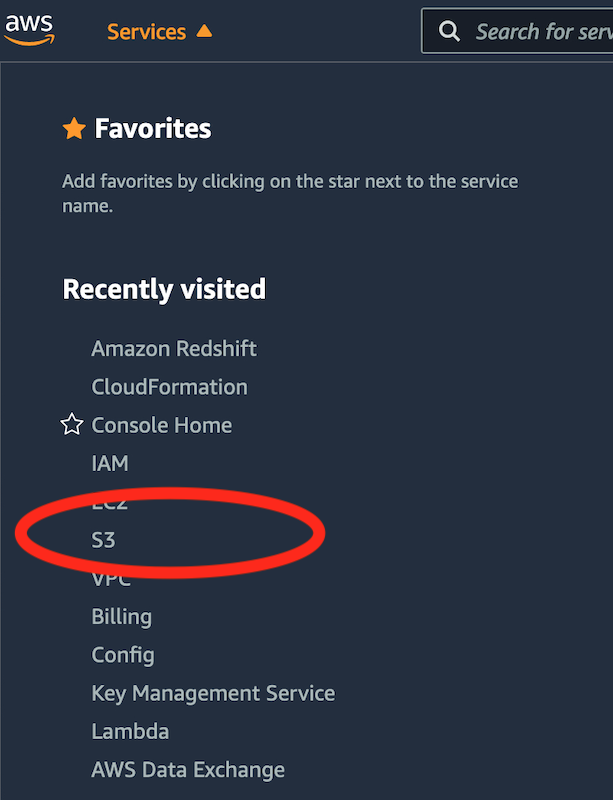 aws
Services
Search for serv
Favorites
Add favorites by clicking on the star next to the service
name.
Recently visited
Amazon Redshift
CloudFormation
Console Home
IAM
EC2
S3
VPC
Billing
Config
Key Management Service
Lambda
AWS Data Exchange